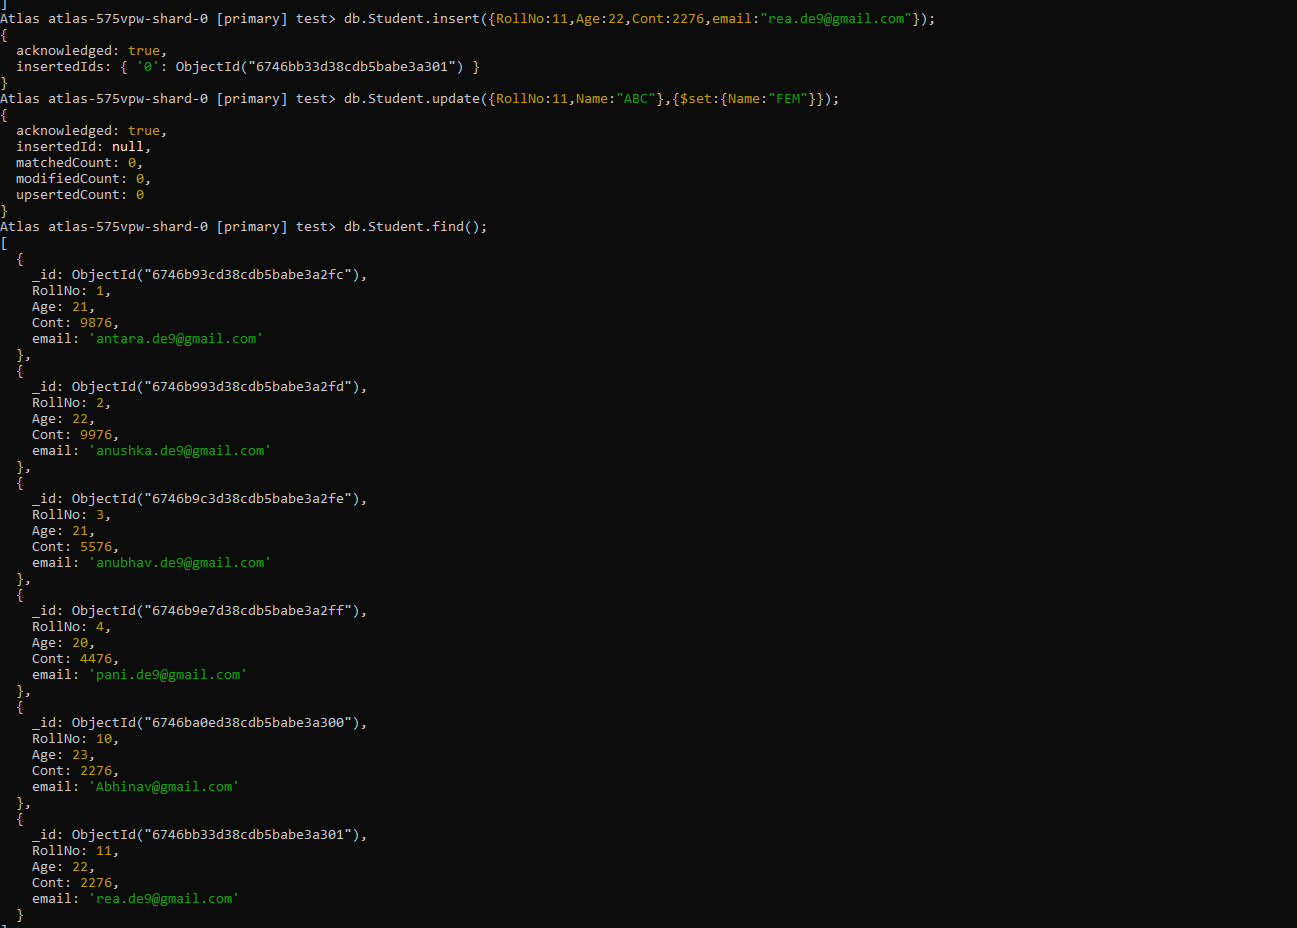 ]
Atlas atlas-575vpw-shard-0 [primary] test> db.Student.insert({RollNo:11,Age:22,Cont:2276,email:"rea.de9@gmail.com"});
{
  acknowledged: true,
  insertedIds: { '0': ObjectId("6746bb33d38cdb5babe3a301") }
}
Atlas atlas-575vpw-shard-0 [primary] test> db.Student.update({RollNo:11,Name:"ABC"},{$set:{Name:"FEM"}});
{
  acknowledged: true,
  insertedId: null,
  matchedCount: 0,
  modifiedCount: 0,
  upsertedCount: 0
}
Atlas atlas-575vpw-shard-0 [primary] test> db.Student.find();
[
  {
    _id: ObjectId("6746b93cd38cdb5babe3a2fc"),
    RollNo: 1,
    Age: 21,
    Cont: 9876,
    email: 'antara.de9@gmail.com'
  },
  {
    _id: ObjectId("6746b993d38cdb5babe3a2fd"),
    RollNo: 2,
    Age: 22,
    Cont: 9976,
    email: 'anushka.de9@gmail.com'
  },
  {
    _id: ObjectId("6746b9c3d38cdb5babe3a2fe"),
    RollNo: 3,
    Age: 21,
    Cont: 5576,
    email: 'anubhav.de9@gmail.com'
  },
  {
    _id: ObjectId("6746b9e7d38cdb5babe3a2ff"),
    RollNo: 4,
    Age: 20,
    Cont: 4476,
    email: 'pani.de9@gmail.com'
  },
  {
    _id: ObjectId("6746ba0ed38cdb5babe3a300"),
    RollNo: 10,
    Age: 23,
    Cont: 2276,
    email: 'Abhinav@gmail.com'
  },
  {
    _id: ObjectId("6746bb33d38cdb5babe3a301"),
    RollNo: 11,
    Age: 22,
    Cont: 2276,
    email: 'rea.de9@gmail.com'
  }
]